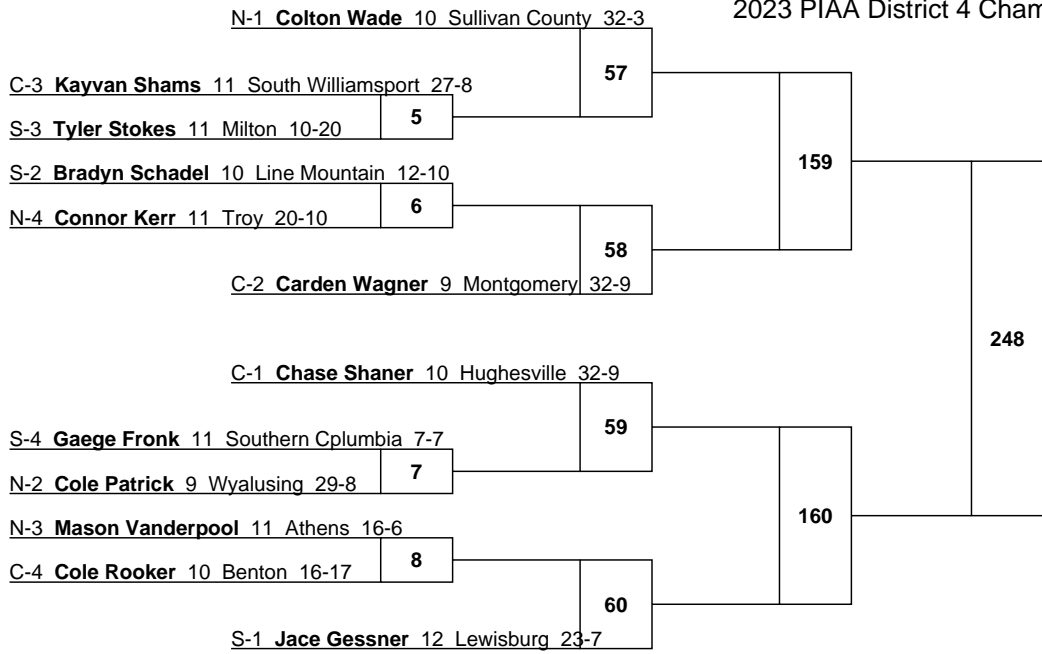 2023 PIAA District 4 Cham
N-1 Colton Wade 10 Sullivan County 32-3
57
C-3 Kayvan Shams 11 South Williamsport 27-8
5
S-3 Tyler Stokes 11 Milton 10-20
159
S-2 Bradyn Schadel 10 Line Mountain 12-10
6
N-4 Connor Kerr 11 Troy 20-10
58
C-2 Carden Wagner 9 Montgomery 32-9
248
C-1 Chase Shaner 10 Hughesville 32-9
59
S-4 Gaege Fronk 11 Southern Cplumbia 7-7
7
N-2 Cole Patrick 9 Wyalusing 29-8
160
N-3 Mason Vanderpool 11 Athens 16-6
8
C-4 Cole Rooker 10 Benton 16-17
60
S-1 Jace Gessner 12 Lewisburg 23-7